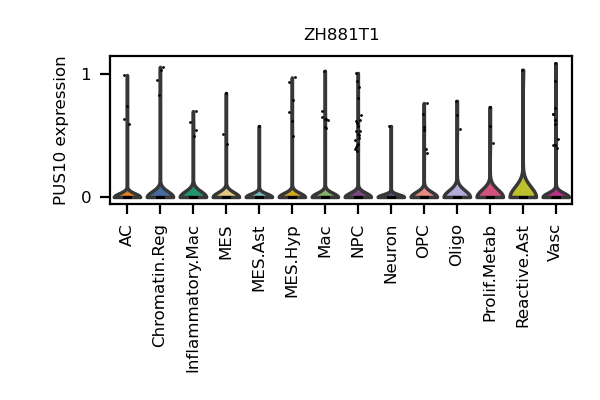 ZH881T1
PUS10 expression
1
0
AC
Chromatin.Reg
Inflammatory.Mac
MES
MES.Ast
MES.Hyp
Mac
NPC
Neuron
OPC
Oligo
Prolif.Metab
Reactive.Ast
Vasc